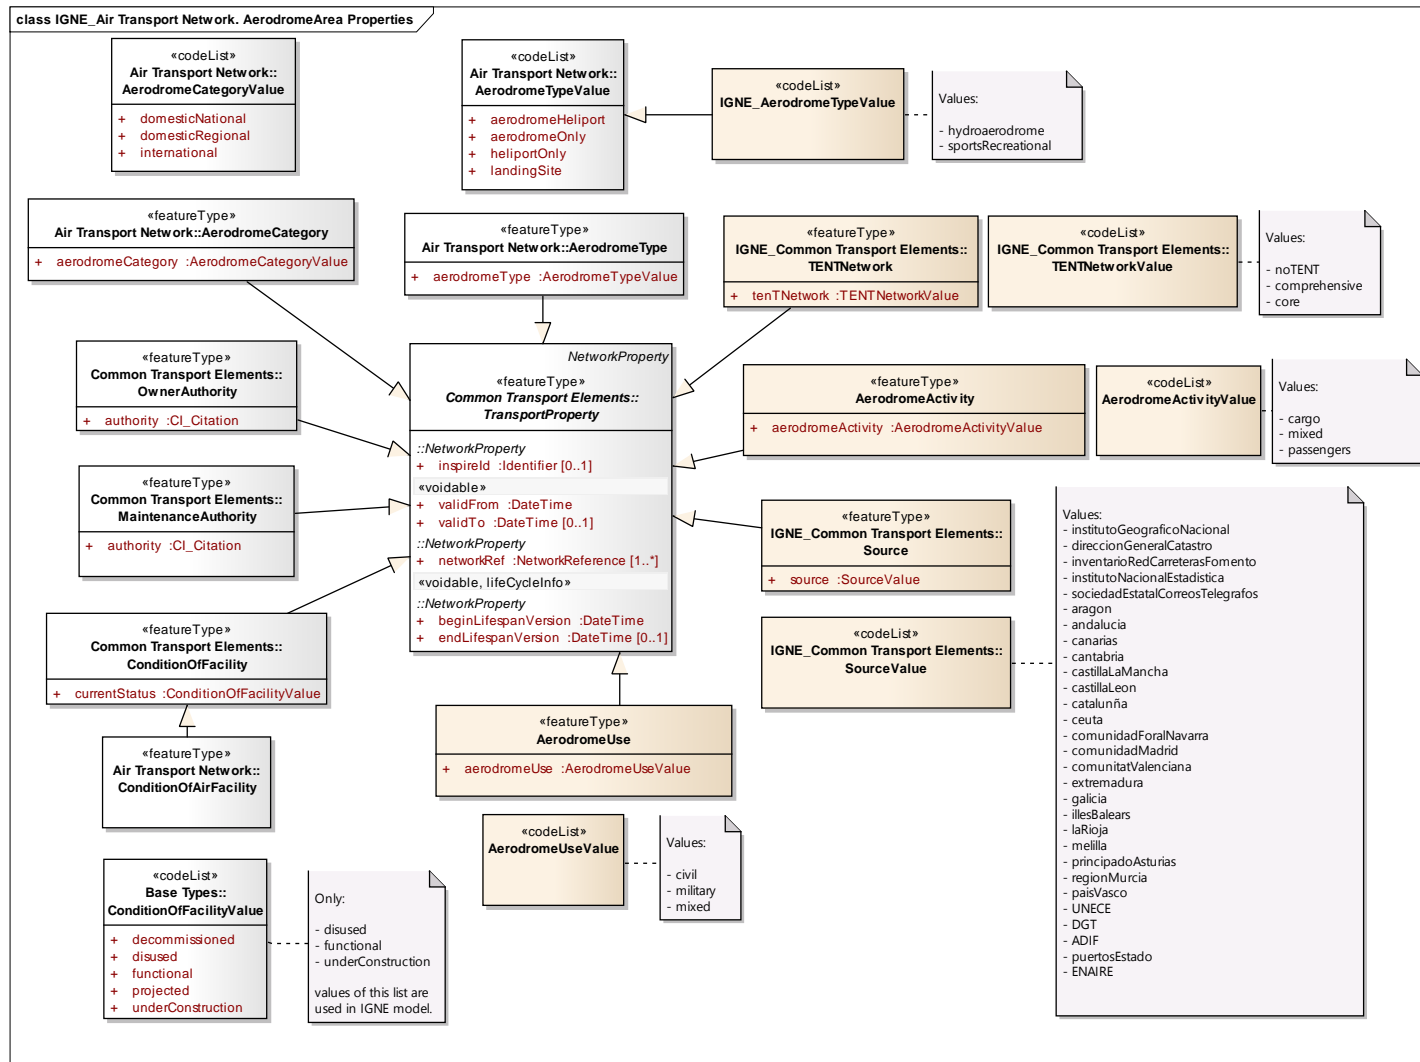 class IGNE_Air Transport Network. AerodromeArea Properties
«codeList»
Air Transport Network::
AerodromeCategoryValue
+ domesticNational
+ domesticRegional
+ international
«codeList»
Air Transport Network::
AerodromeTypeValue
+ aerodromeHeliport
+ aerodromeOnly
+ heliportOnly
+ landingSite
«codeList»
IGNE_AerodromeTypeValue
Values:
- hydroaerodrome
- sportsRecreational
«featureType»
Air Transport Network::AerodromeCategory
+ aerodromeCategory :AerodromeCategoryValue
«featureType»
Air Transport Network::AerodromeType
+ aerodromeType :AerodromeTypeValue
«featureType»
IGNE_Common Transport Elements::
TENTNetwork
+ tenTNetwork :TENTNetworkValue
«codeList»
IGNE_Common Transport Elements::
TENTNetworkValue
Values:
- noTENT
- comprehensive
- core
«featureType»
Common Transport Elements::
OwnerAuthority
+ authority :CI_Citation
NetworkProperty
«featureType»
Common Transport Elements::
TransportProperty
::NetworkProperty
+ inspireId :Identifier [0..1]
«voidable»
+ validFrom :DateTime
+ validTo :DateTime [0..1]
::NetworkProperty
+ networkRef :NetworkReference [1..*]
«voidable, lifeCycleInfo»
::NetworkProperty
+ beginLifespanVersion :DateTime
+ endLifespanVersion :DateTime [0..1]
«featureType»
AerodromeActivity
+ aerodromeActivity :AerodromeActivityValue
«codeList»
AerodromeActivityValue
Values:
- cargo
- mixed
- passengers
«featureType»
Common Transport Elements::
MaintenanceAuthority
+ authority :CI_Citation
«featureType»
IGNE_Common Transport Elements::
Source
+ source :SourceValue
«codeList»
IGNE_Common Transport Elements::
SourceValue
Values:
- institutoGeograficoNacional
- direccionGeneralCatastro
- inventarioRedCarreterasFomento
- institutoNacionalEstadistica
- sociedadEstatalCorreosTelegrafos
- aragon
- andalucia
- canarias
- cantabria
- castillaLaMancha
- castillaLeon
- catalunña
- ceuta
- comunidadForalNavarra
- comunidadMadrid
- comunitatValenciana
- extremadura
- galicia
- illesBalears
- laRioja
- melilla
- principadoAsturias
- regionMurcia
- paisVasco
- UNECE
- DGT
- ADIF
- puertosEstado
- ENAIRE
«featureType»
Common Transport Elements::
ConditionOfFacility
+ currentStatus :ConditionOfFacilityValue
«featureType»
Air Transport Network::
ConditionOfAirFacility
«featureType»
AerodromeUse
+ aerodromeUse :AerodromeUseValue
«codeList»
AerodromeUseValue
Values:
- civil
- military
- mixed
«codeList»
Base Types::
ConditionOfFacilityValue
+ decommissioned
+ disused
+ functional
+ projected
+ underConstruction
Only:
- disused
- functional
- underConstruction
values of this list are
used in IGNE model.